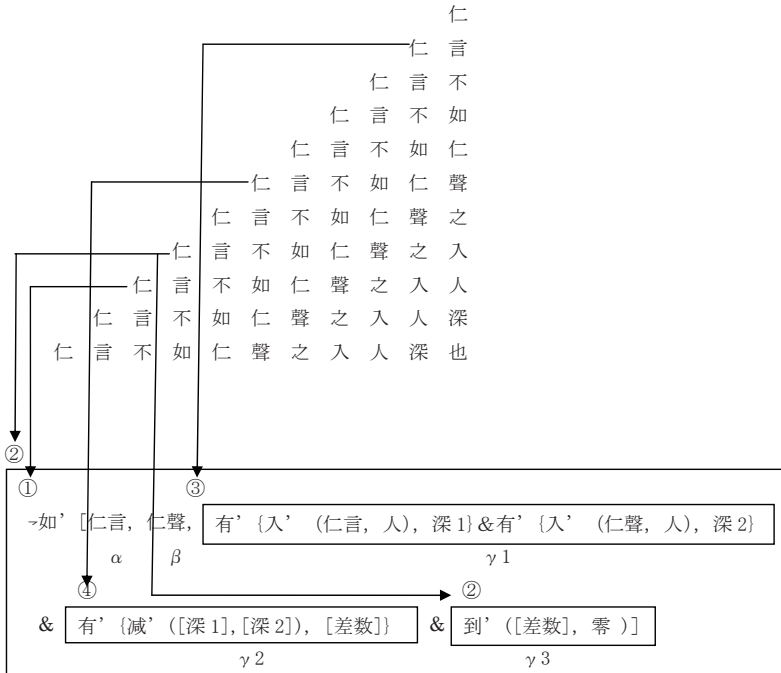 仁
仁 言
仁 言 不
仁 言 不 如
仁 言 不 如 仁
仁 言 不 如 仁 聲
仁 言 不 如 仁 聲 之
仁 言 不 如 仁 聲 之 入
仁 言 不 如 仁 聲 之 入 人
仁 言 不 如 仁 聲 之 入 人 深
仁 言 不 如 仁 聲 之 入 人 深 也
②
① ③
¬如’[仁言, 仁聲, 有’{入’ (仁言, 人), 深 1}&有’{入’ (仁聲, 人), 深 2}
α β γ 1
④ ②
& 有’{减’([深 1],[深 2]), [差数]} & 到’([差数], 零 )]
γ 2 γ 3